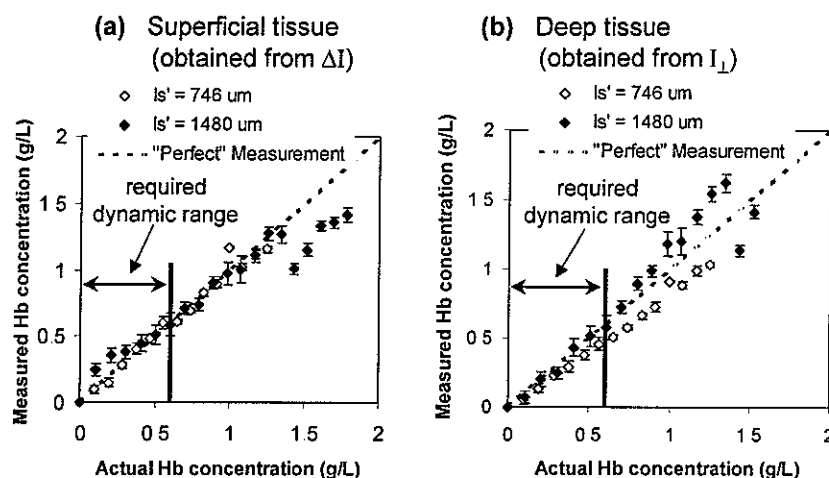 (a) Superficial tissue
(obtained from ΔI)
◇ ls' = 746 um
◆ ls' = 1480 um
"Perfect" Measurement
required
dynamic range
Measured Hb concentration (g/L)
2
1 5
1
0 5
0
0 0 5 1 1 5 2
Actual Hb concentration (g/L)
(b) Deep tissue
(obtained from I⊥)
◇ ls' = 746 um
◆ ls' = 1480 um
"Perfect" Measurement
required
dynamic range
Measured Hb concentration (g/L)
2
1 5
1
0 5
0
0 0 5 1 1 5 2
Actual Hb concentration (g/L)